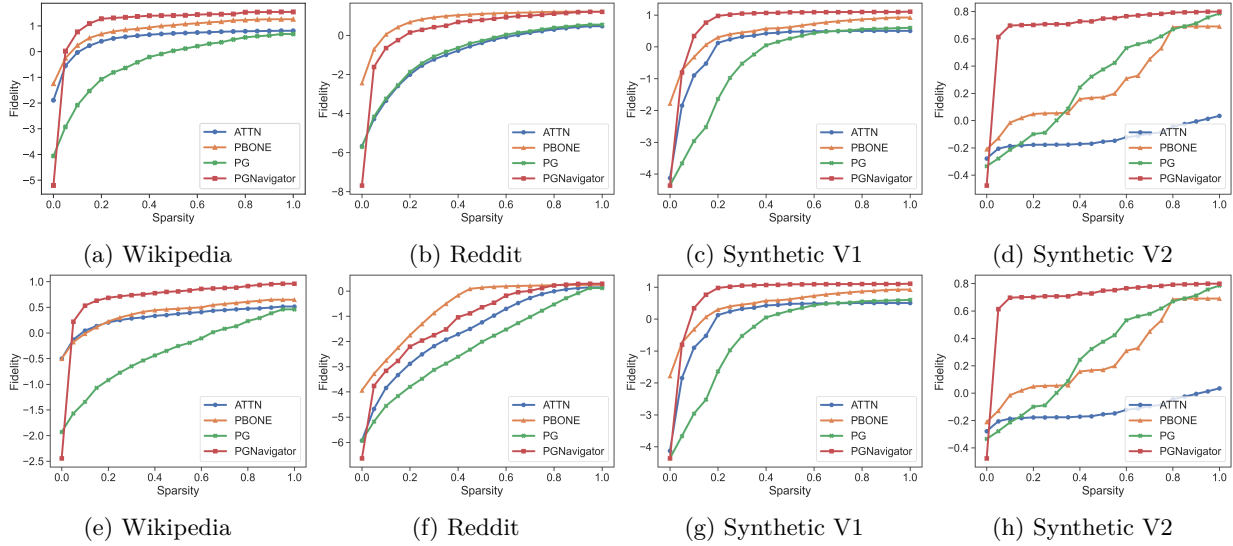 1
0
−1
−2
−3
−4
−5
Fidelity
ATTN
PBONE
PG
PGNavigator
0.0 0.2 0.4 0.6 0.8 1.0
Sparsity
(a) Wikipedia
0
−2
−4
−6
−8
Fidelity
ATTN
PBONE
PG
PGNavigator
0.0 0.2 0.4 0.6 0.8 1.0
Sparsity
(b) Reddit
1
0
−1
−2
−3
−4
Fidelity
ATTN
PBONE
PG
PGNavigator
0.0 0.2 0.4 0.6 0.8 1.0
Sparsity
(c) Synthetic V1
0.8
0.6
0.4
0.2
0.0
−0.2
−0.4
Fidelity
ATTN
PBONE
PG
PGNavigator
0.0 0.2 0.4 0.6 0.8 1.0
Sparsity
(d) Synthetic V2
1.0
0.5
0.0
−0.5
−1.0
−1.5
−2.0
−2.5
Fidelity
ATTN
PBONE
PG
PGNavigator
0.0 0.2 0.4 0.6 0.8 1.0
Sparsity
(e) Wikipedia
0
−1
−2
−3
−4
−5
−6
Fidelity
ATTN
PBONE
PG
PGNavigator
0.0 0.2 0.4 0.6 0.8 1.0
Sparsity
(f) Reddit
1
0
−1
−2
−3
−4
Fidelity
ATTN
PBONE
PG
PGNavigator
0.0 0.2 0.4 0.6 0.8 1.0
Sparsity
(g) Synthetic V1
0.8
0.6
0.4
0.2
0.0
−0.2
−0.4
Fidelity
ATTN
PBONE
PG
PGNavigator
0.0 0.2 0.4 0.6 0.8 1.0
Sparsity
(h) Synthetic V2